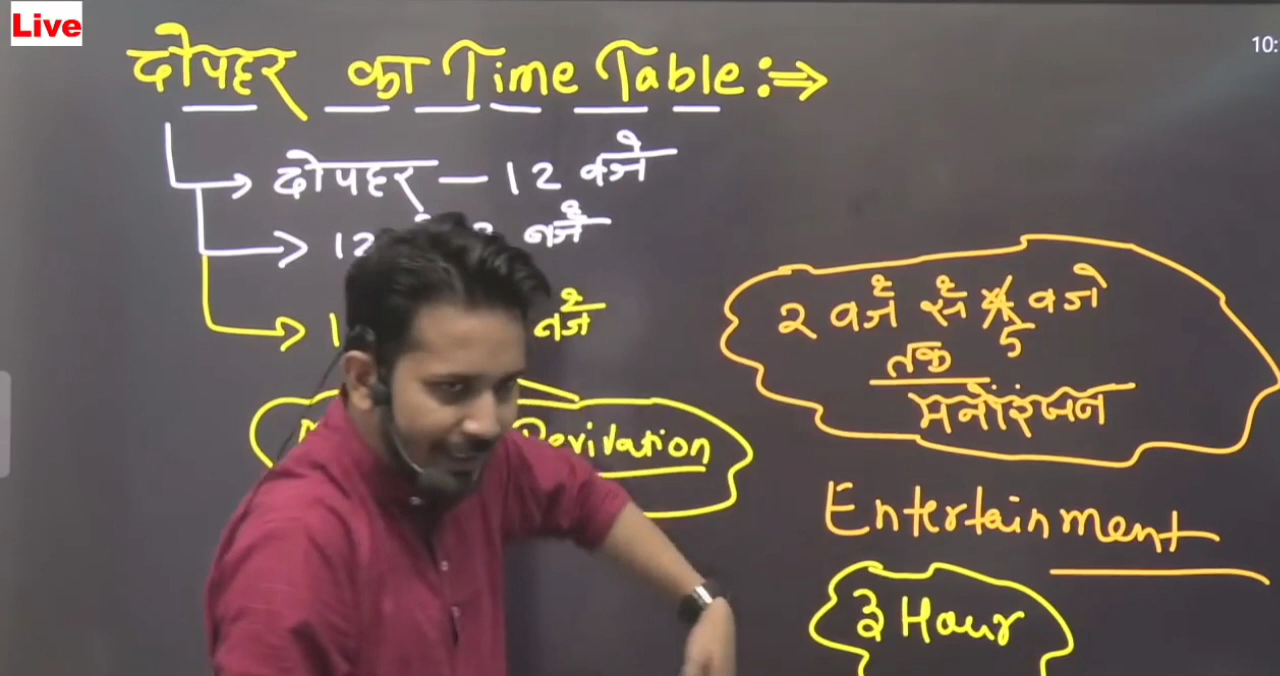 Live
10:
दोपहर का Time Table :⇒
→ दोपहर — 12 बजे
→ 12 बजे
→ बजे
2 बजे से 5 बजे
तक
मनोरंजन
Derivation
Entertainment
3 Hour